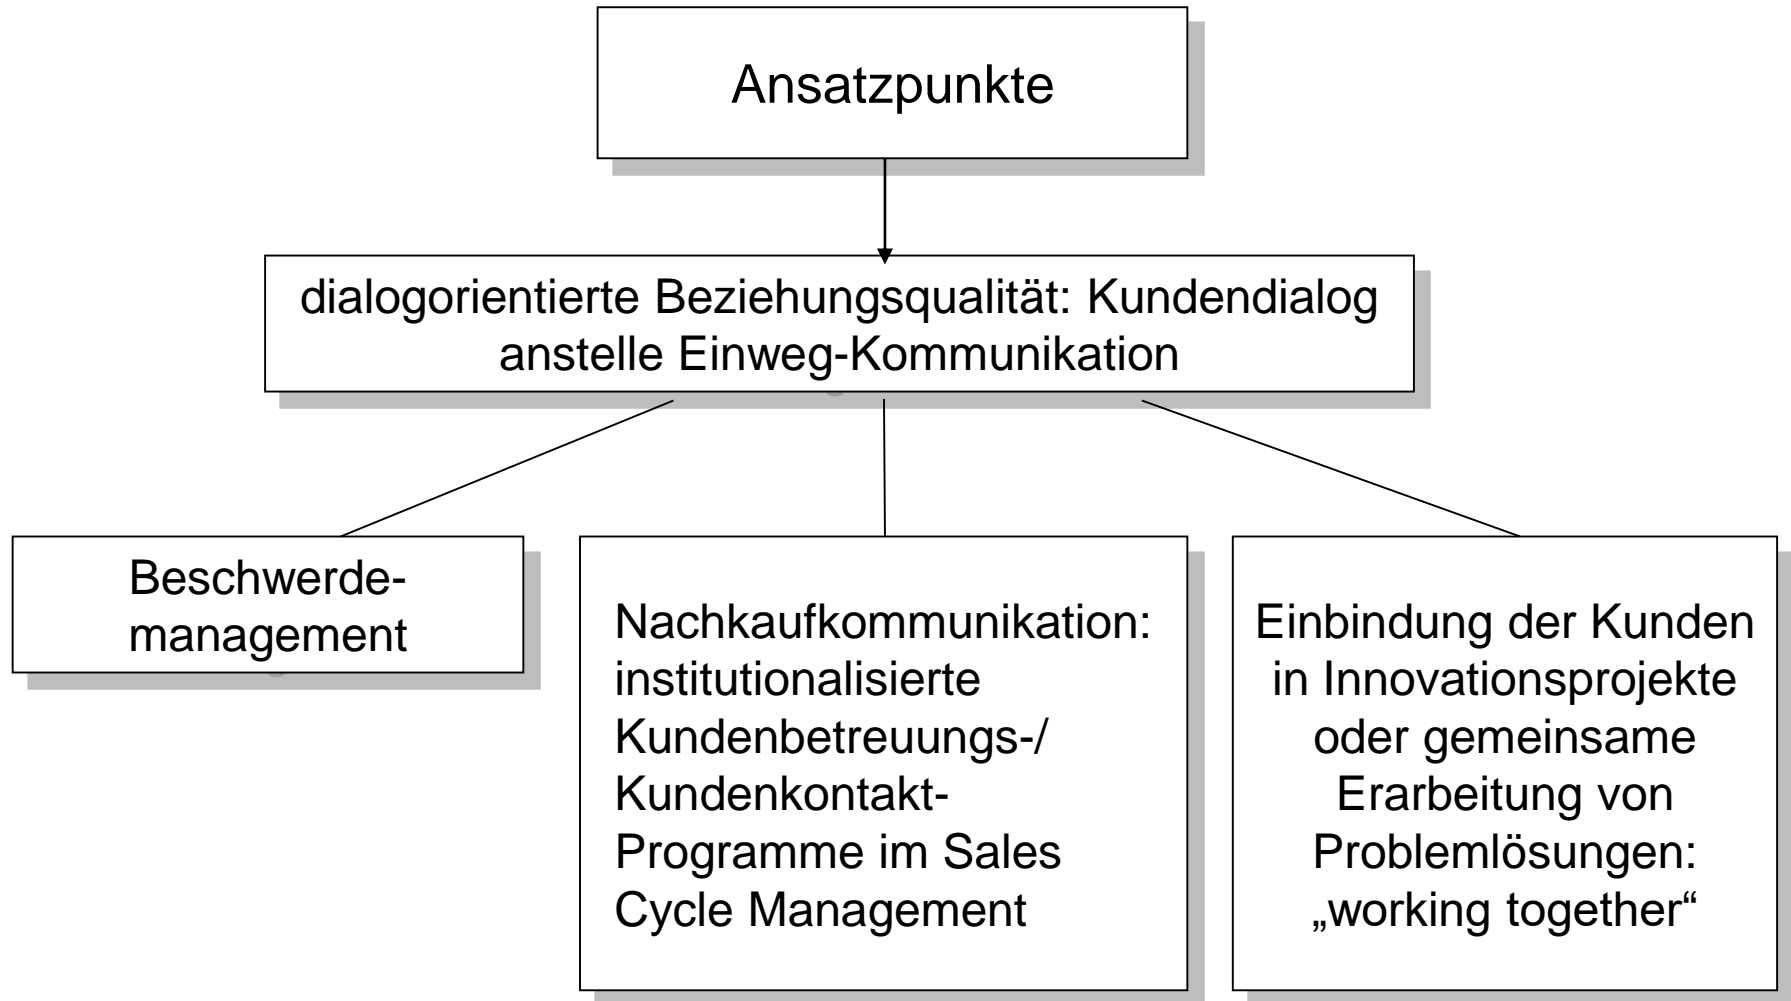 Ansatzpunkte
dialogorientierte Beziehungsqualität: Kundendialog
anstelle Einweg-Kommunikation
Beschwerde-
management
Nachkaufkommunikation:
institutionalisierte
Kundenbetreuungs-/
Kundenkontakt-
Programme im Sales
Cycle Management
Einbindung der Kunden
in Innovationsprojekte
oder gemeinsame
Erarbeitung von
Problemlösungen:
„working together“